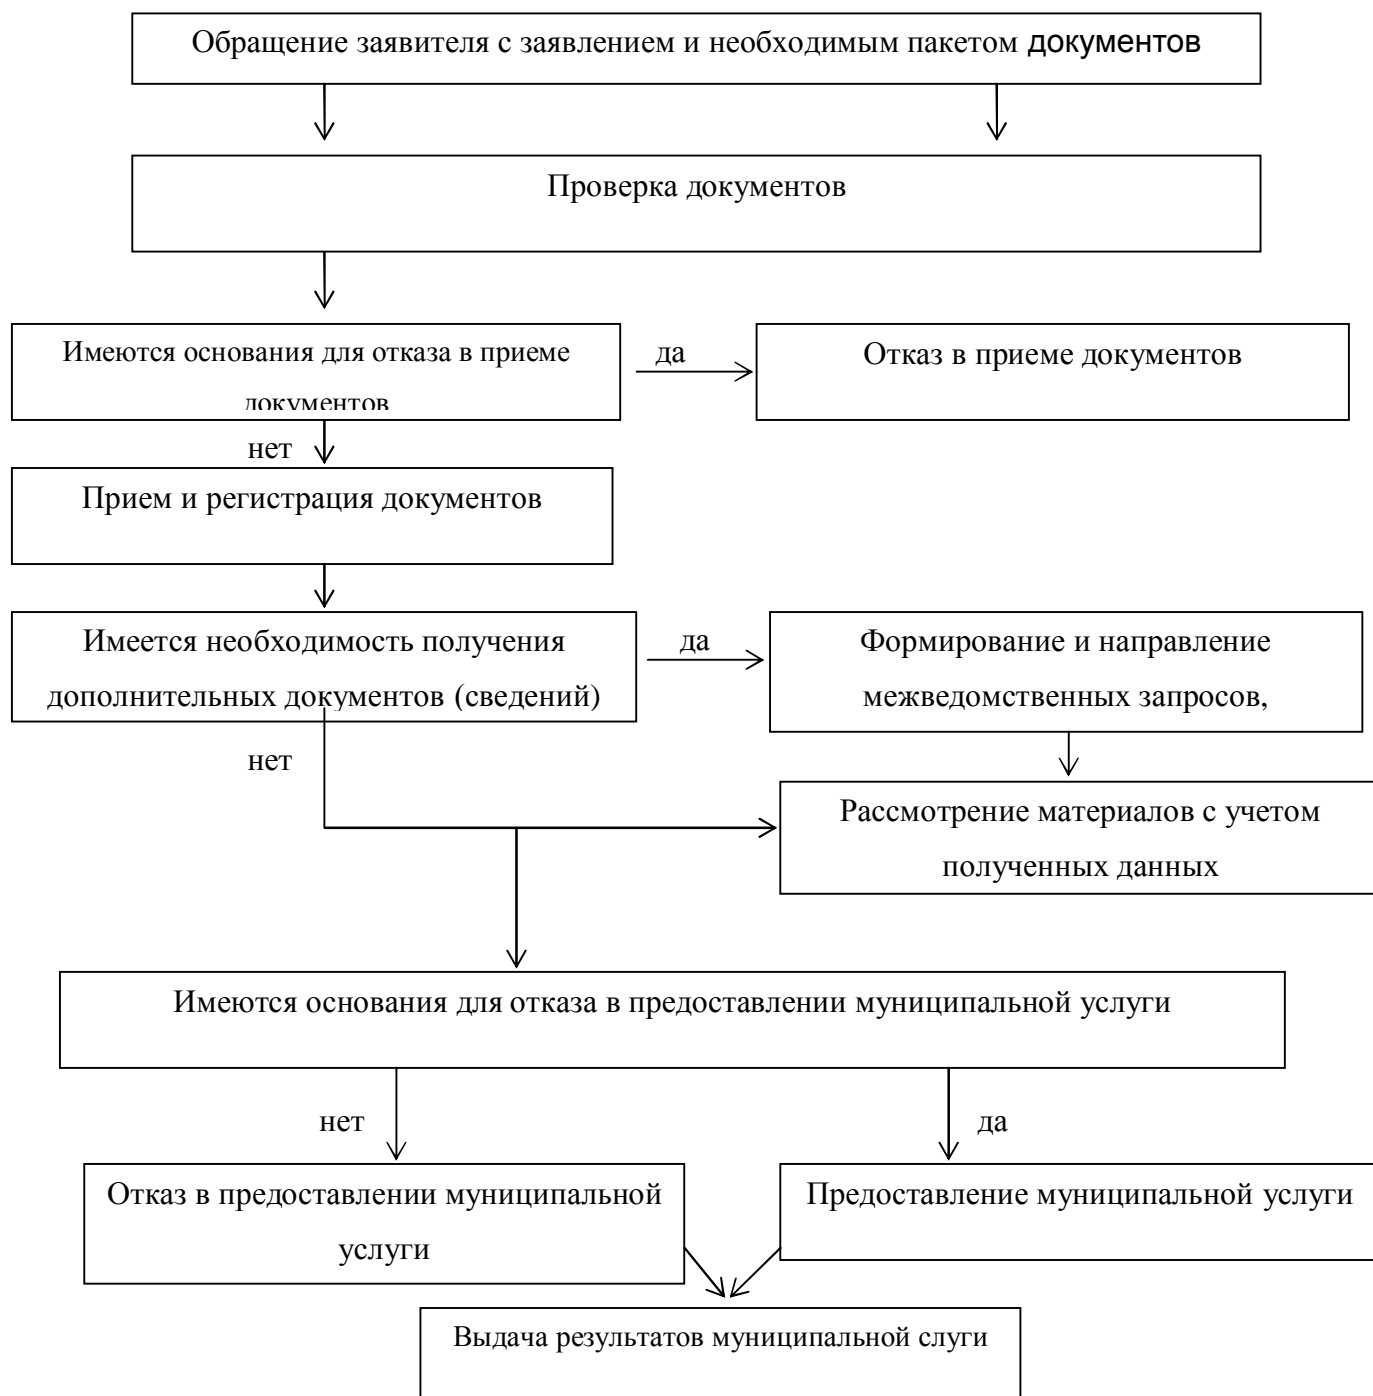 Обращение заявителя с заявлением и необходимым пакетом документов
Проверка документов
Имеются основания для отказа в приеме
документов
да
Отказ в приеме документов
нет
Прием и регистрация документов
Имеется необходимость получения
дополнительных документов (сведений)
да
Формирование и направление
межведомственных запросов,
нет
Рассмотрение материалов с учетом
полученных данных
Имеются основания для отказа в предоставлении муниципальной услуги
нет
да
Отказ в предоставлении муниципальной
услуги
Предоставление муниципальной услуги
Выдача результатов муниципальной слуги